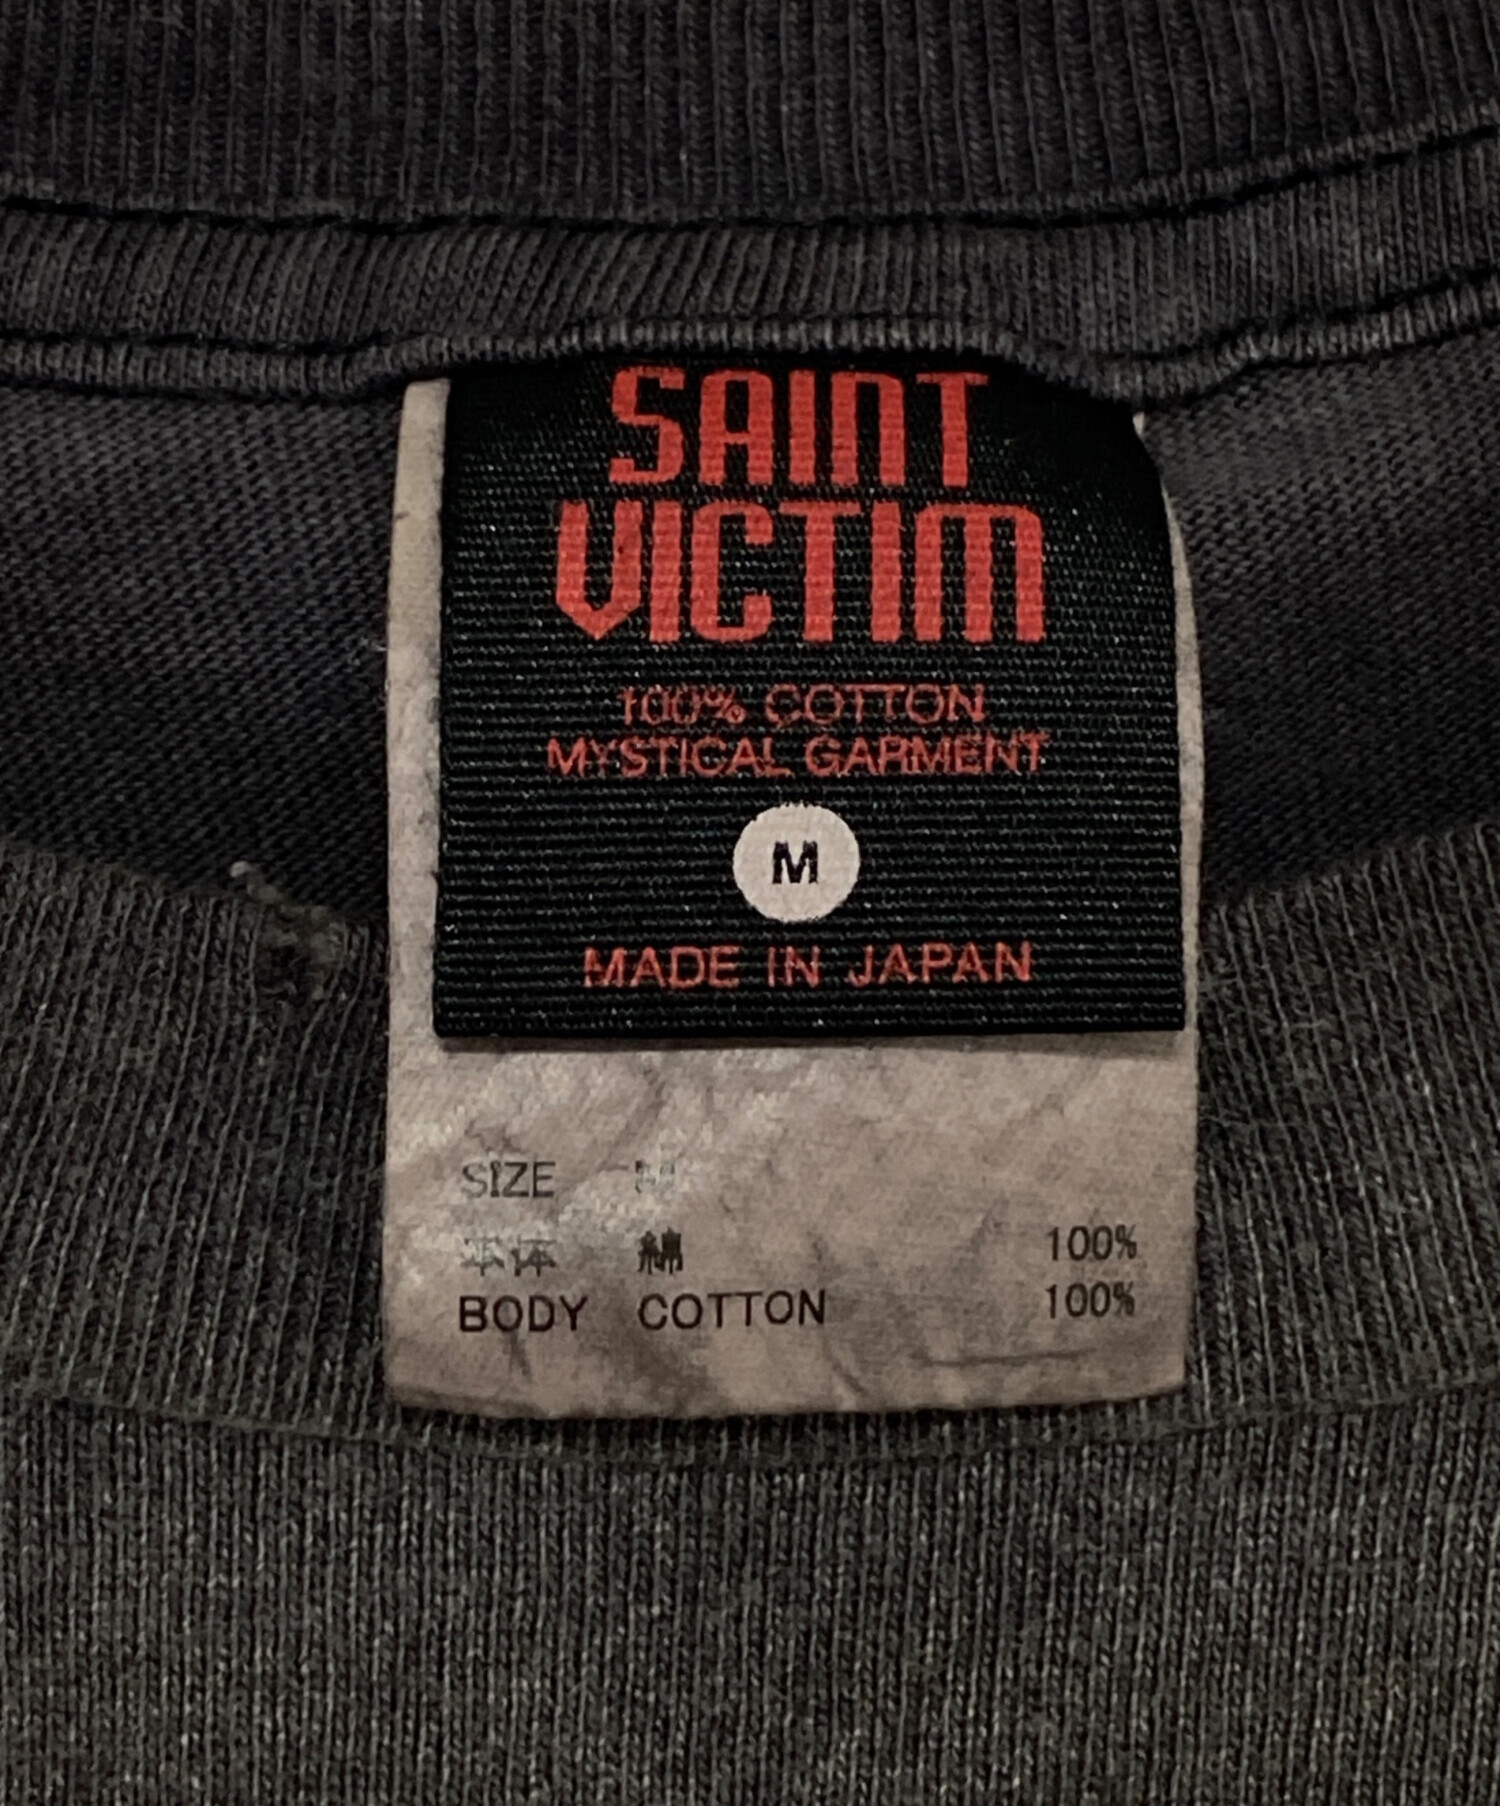 SAINT
VICTIM
100% COTTON
MYSTICAL GARMENT
M
MADE IN JAPAN
SIZE M
本体 綿 100%
BODY COTTON 100%